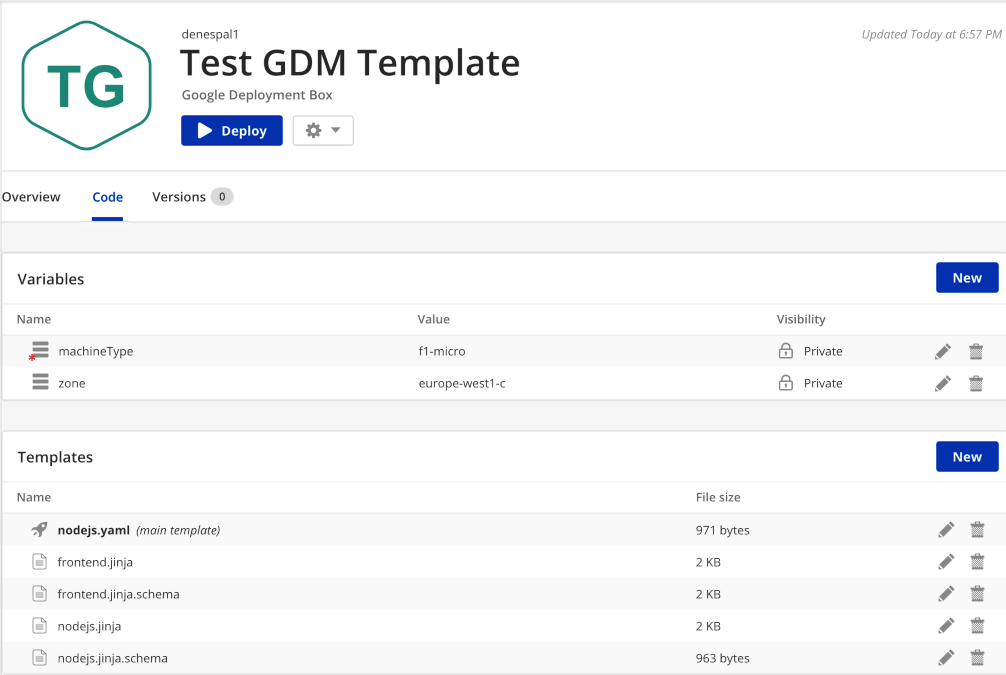 denespal1
Updated Today at 6:57 PM
TG
Test GDM Template
Google Deployment Box
Deploy
Overview Code Versions 0
Variables New
Name Value Visibility
* machineType f1-micro Private
zone europe-west1-c Private
Templates New
Name File size
nodejs.yaml (main template) 971 bytes
frontend.jinja 2 KB
frontend.jinja.schema 2 KB
nodejs.jinja 2 KB
nodejs.jinja.schema 963 bytes